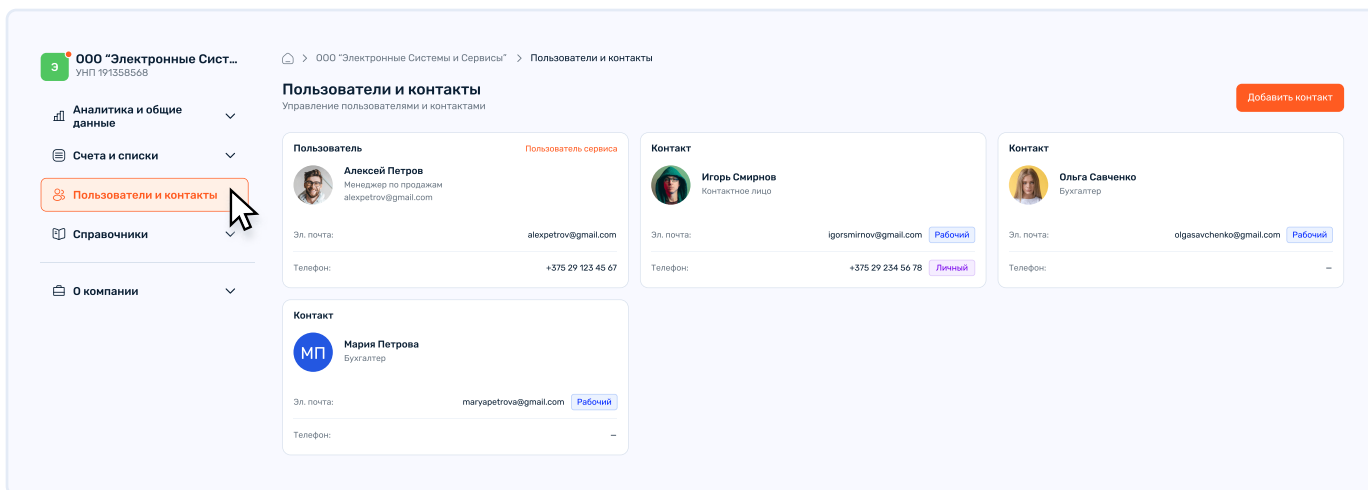 Э
ООО “Электронные Сист...
УНП 191358568
Аналитика и общие
данные
Счета и списки
Пользователи и контакты
Справочники
О компании
ООО “Электронные Системы и Сервисы” > Пользователи и контакты
Пользователи и контакты
Управление пользователями и контактами
Добавить контакт
Пользователь Пользователь сервиса
Алексей Петров
Менеджер по продажам
alexpetrov@gmail.com
Эл. почта: alexpetrov@gmail.com
Телефон: +375 29 123 45 67
Контакт
Игорь Смирнов
Контактное лицо
Эл. почта: igorsmirnov@gmail.com Рабочий
Телефон: +375 29 234 56 78 Личный
Контакт
Ольга Савченко
Бухгалтер
Эл. почта: olgasavchenko@gmail.com Рабочий
Телефон: –
Контакт
МП
Мария Петрова
Бухгалтер
Эл. почта: maryapetrova@gmail.com Рабочий
Телефон: –